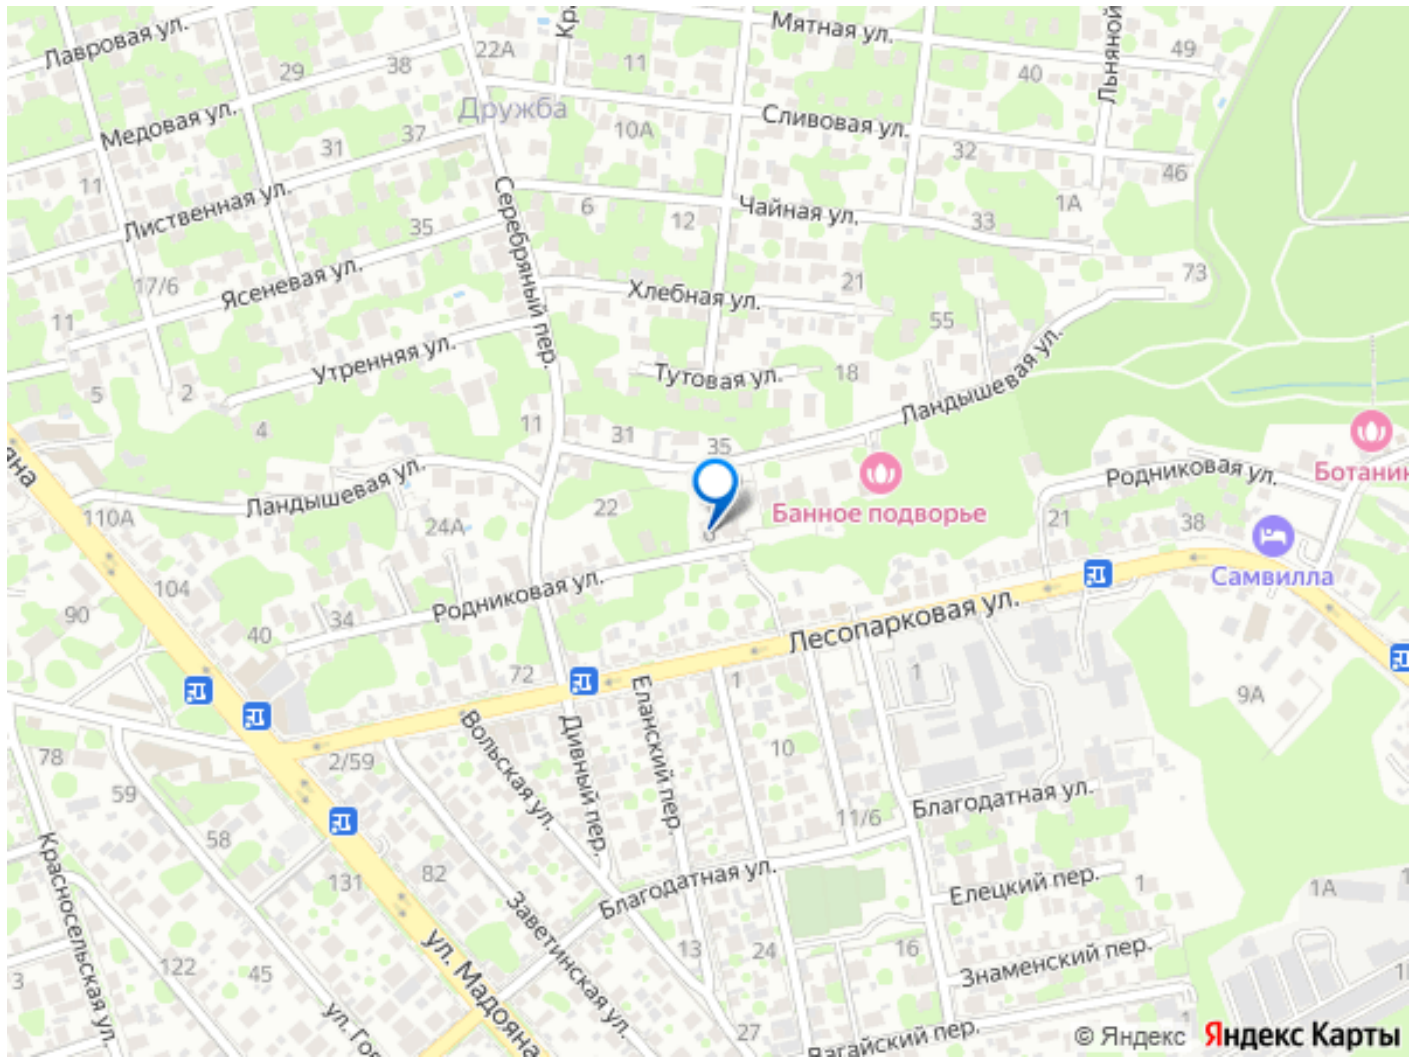 Мятная ул.
Лавровая ул.
Льняной
49
22А
38
11
29
40
Дружба
Медовая ул.
Сливовая ул.
10А
37
31
32
46
11
Лиственная ул.
Серебряный пер.
6
12
Чайная ул.
1А
33
35
17/6
Ясеневая ул.
73
21
Хлебная ул.
11
55
Утренняя ул.
Тутовая ул.
18
5
2
4
11
31
35
Ландышевая ул.
Ботаник
Родниковая ул.
Ландышевая ул.
22
110А
24А
Банное подворье
21
38
Самвилла
104
Родниковая ул.
90
34
40
Лесопарковая ул.
72
1
1
9А
Еланский пер.
Вольская ул.
Дивный пер.
10
78
2/59
59
Благодатная ул.
11/6
58
82
131
Благодатная ул.
Елецкий пер.
1
1А
Красносельская ул.
Заветинская ул.
ул. Мадояна
13
24
16
Знаменский пер.
3
122
45
27
Вагайский пер.
1
© Яндекс Яндекс Карты